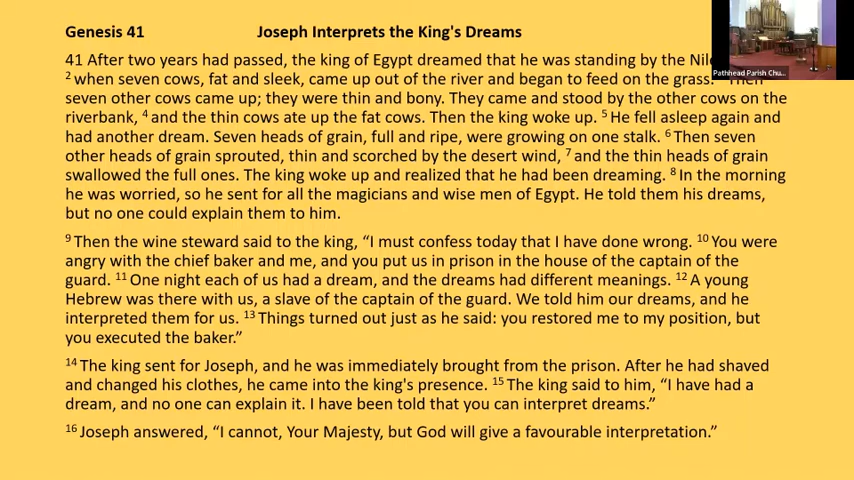 Genesis 41 Joseph Interprets the King's Dreams
41 After two years had passed, the king of Egypt dreamed that he was standing by the
2 when seven cows, fat and sleek, came up out of the river and began to feed on the grass.
seven other cows came up; they were thin and bony. They came and stood by the other cows on the
riverbank, 4 and the thin cows ate up the fat cows. Then the king woke up. 5 He fell asleep again and
had another dream. Seven heads of grain, full and ripe, were growing on one stalk. 6 Then seven
other heads of grain sprouted, thin and scorched by the desert wind, 7 and the thin heads of grain
swallowed the full ones. The king woke up and realized that he had been dreaming. 8 In the morning
he was worried, so he sent for all the magicians and wise men of Egypt. He told them his dreams,
but no one could explain them to him.
9 Then the wine steward said to the king, “I must confess today that I have done wrong. 10 You were
angry with the chief baker and me, and you put us in prison in the house of the captain of the
guard. 11 One night each of us had a dream, and the dreams had different meanings. 12 A young
Hebrew was there with us, a slave of the captain of the guard. We told him our dreams, and he
interpreted them for us. 13 Things turned out just as he said: you restored me to my position, but
you executed the baker.”
14 The king sent for Joseph, and he was immediately brought from the prison. After he had shaved
and changed his clothes, he came into the king's presence. 15 The king said to him, “I have had a
dream, and no one can explain it. I have been told that you can interpret dreams.”
16 Joseph answered, “I cannot, Your Majesty, but God will give a favourable interpretation.”
Pathhead Parish Chu...